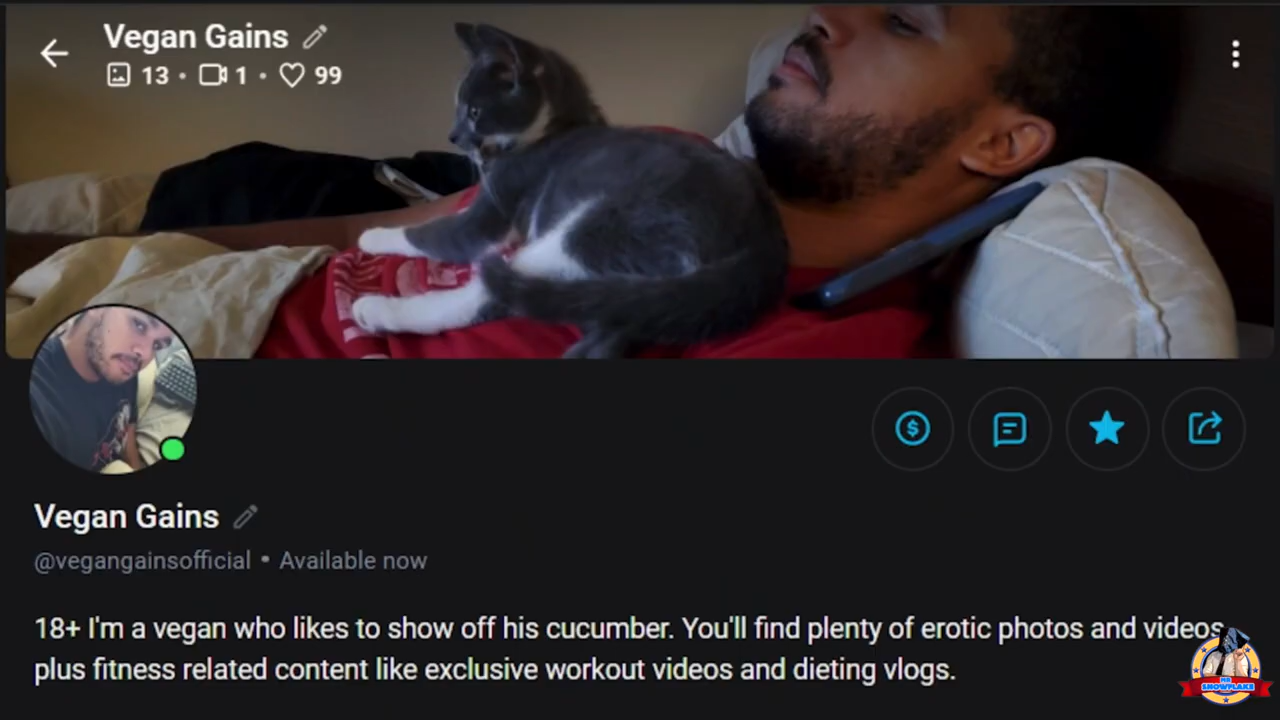 Vegan Gains
13 • 1 • 99
Vegan Gains
@vegangainsofficial • Available now
18+ I'm a vegan who likes to show off his cucumber. You'll find plenty of erotic photos and videos
plus fitness related content like exclusive workout videos and dieting vlogs.
MR
SNOWFLAKE